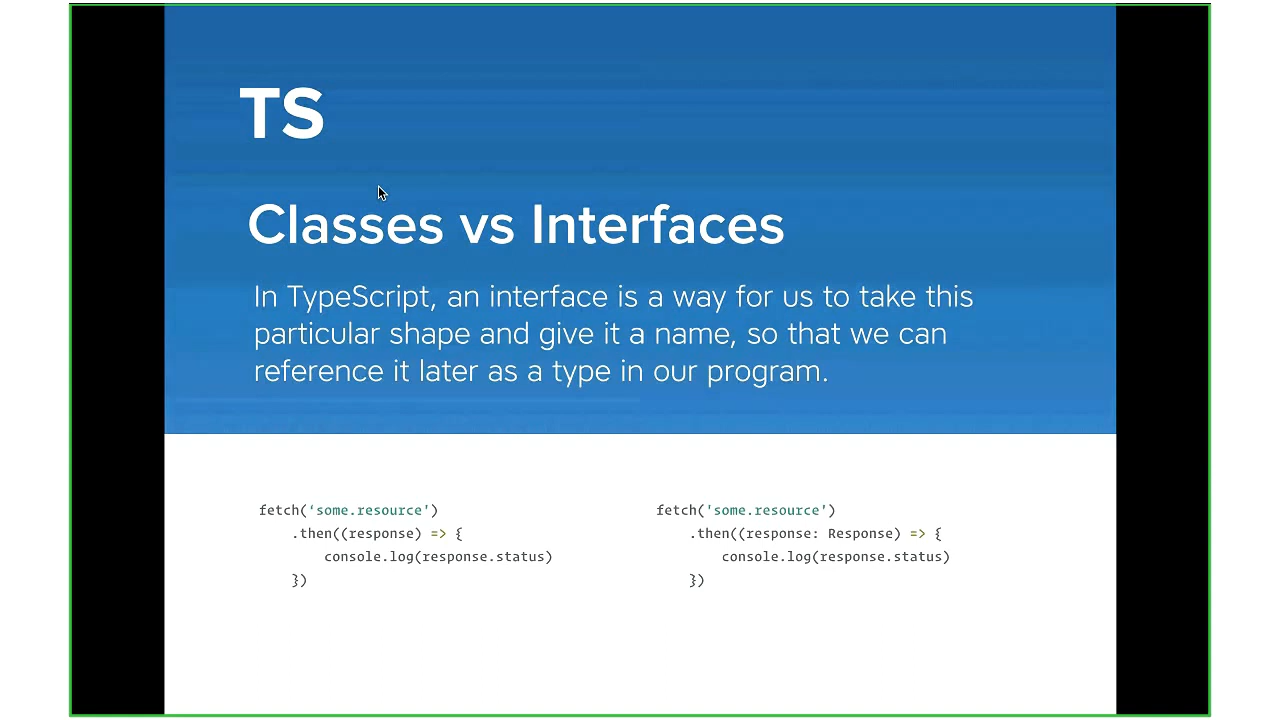 TS
Classes vs Interfaces
In TypeScript, an interface is a way for us to take this
particular shape and give it a name, so that we can
reference it later as a type in our program.
fetch(‘some.resource’)
.then((response) => {
console.log(response.status)
})
fetch('some.resource’)
.then((response: Response) => {
console.log(response.status)
})